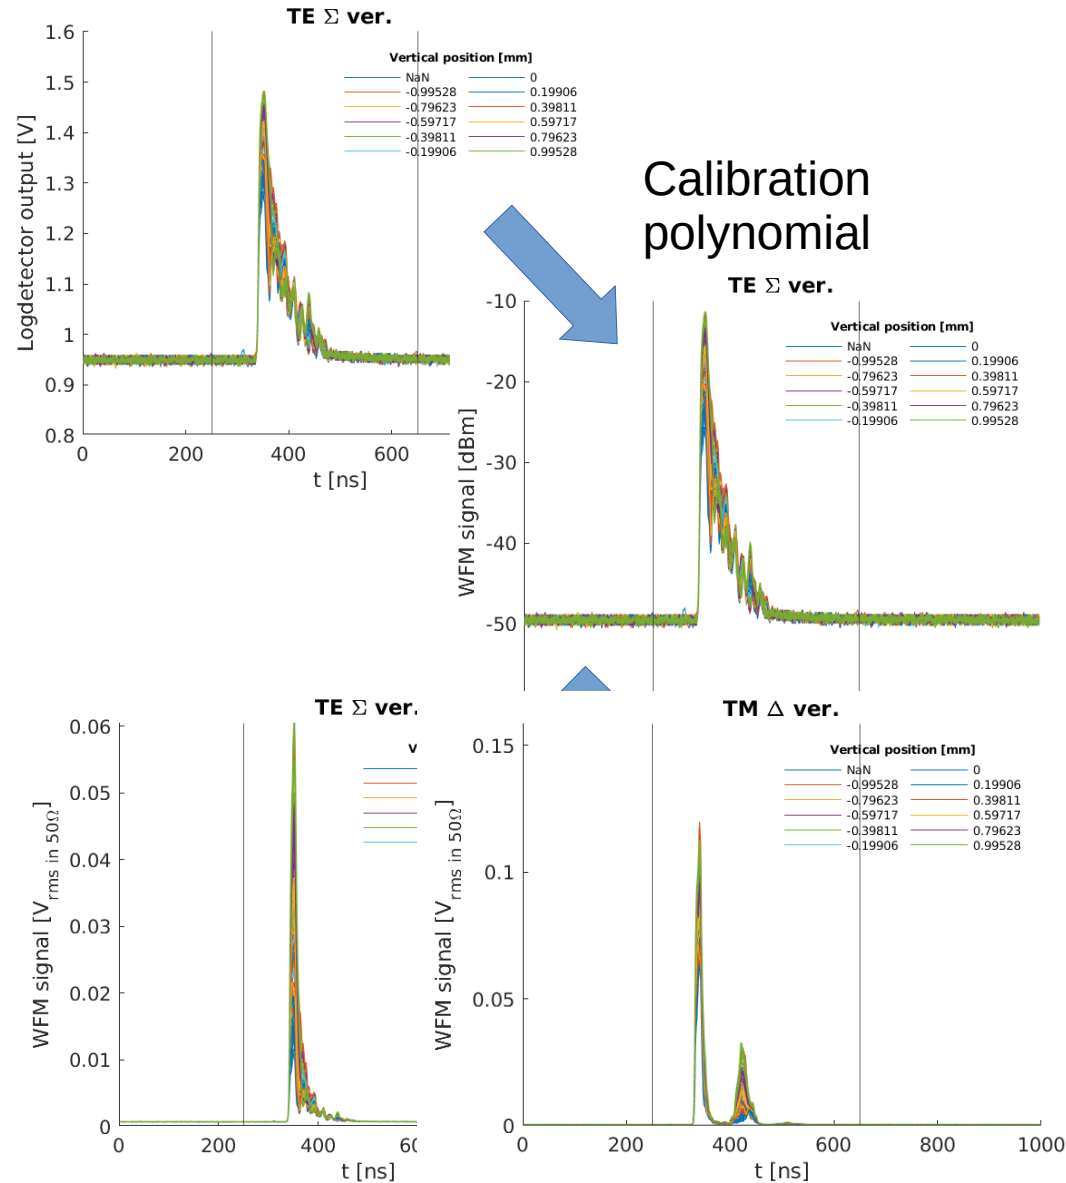 TE Σ ver.
1.6
1.5
1.4
1.3
1.2
1.1
1
0.9
0.8
Logdetector output [V]
Vertical position [mm]
NaN 0
-0.99528 0.19906
-0.79623 0.39811
-0.59717 0.59717
-0.39811 0.79623
-0.19906 0.99528
0 200 400 600
t [ns]
Calibration
polynomial
TE Σ ver.
-10
-20
-30
-40
-50
WFM signal [dBm]
Vertical position [mm]
NaN 0
-0.99528 0.19906
-0.79623 0.39811
-0.59717 0.59717
-0.39811 0.79623
-0.19906 0.99528
TE Σ ver.
0.06
0.05
0.04
0.03
0.02
0.01
0
WFM signal [Vrms in 50Ω]
v
0 200 400 60
t [ns]
TM Δ ver.
0.15
0.1
0.05
0
WFM signal [Vrms in 50Ω]
Vertical position [mm]
NaN 0
-0.99528 0.19906
-0.79623 0.39811
-0.59717 0.59717
-0.39811 0.79623
-0.19906 0.99528
0 200 400 600 800 1000
t [ns]